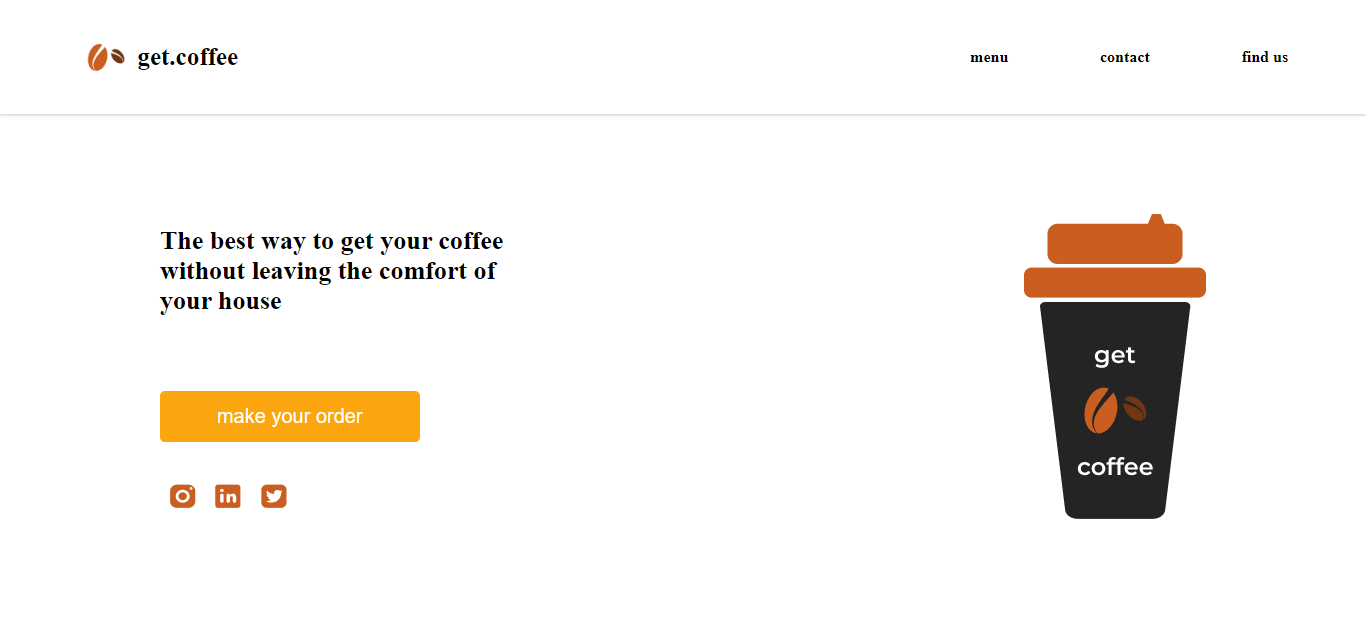 get.coffee
menu
contact
find us
The best way to get your coffee
without leaving the comfort of
your house
make your order
in
get
coffee